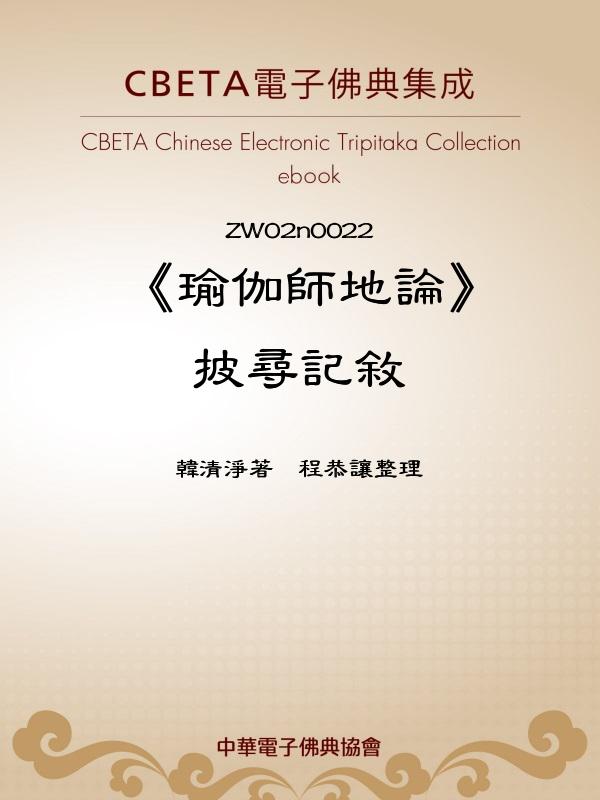 CBETA電子佛典集成
CBETA Chinese Electronic Tripitaka Collection
ebook
ZW02n0022
《瑜伽師地論》
披尋記敘
韓清淨著　程恭讓整理
中華電子佛典協會